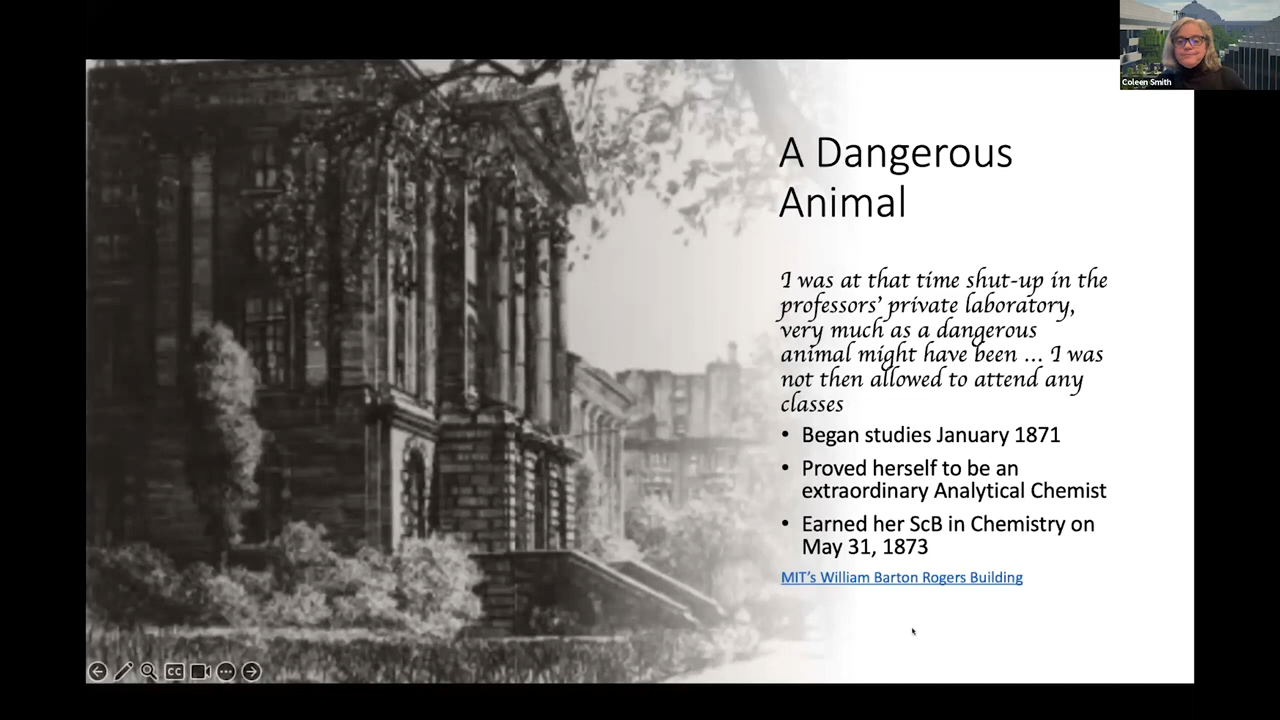 Coleen Smith
A Dangerous
Animal
I was at that time shut-up in the
professors' private laboratory,
very much as a dangerous
animal might have been ... I was
not then allowed to attend any
classes
• Began studies January 1871
• Proved herself to be an
extraordinary Analytical Chemist
• Earned her ScB in Chemistry on
May 31, 1873
MIT's William Barton Rogers Building
CC